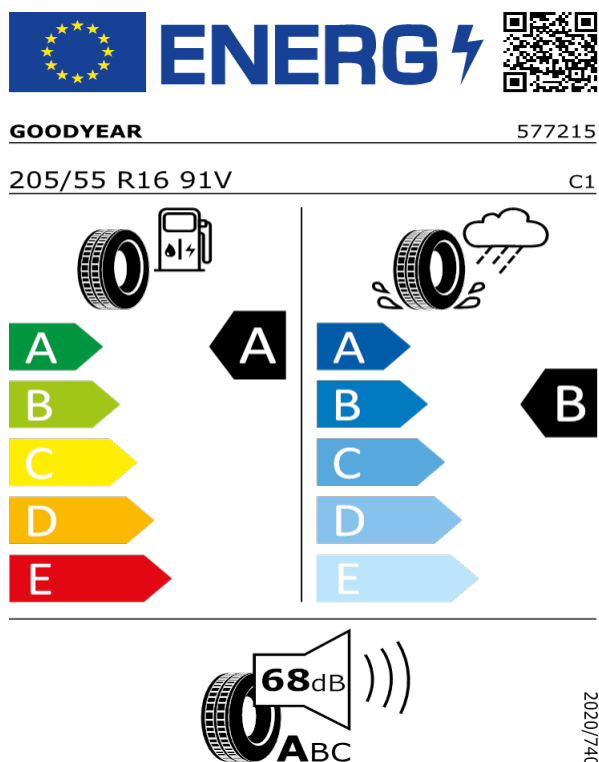 ENERG
GOODYEAR 577215
205/55 R16 91V C1
A A A
B B B
C C
D D
E E
68dB
ABC
2020/740